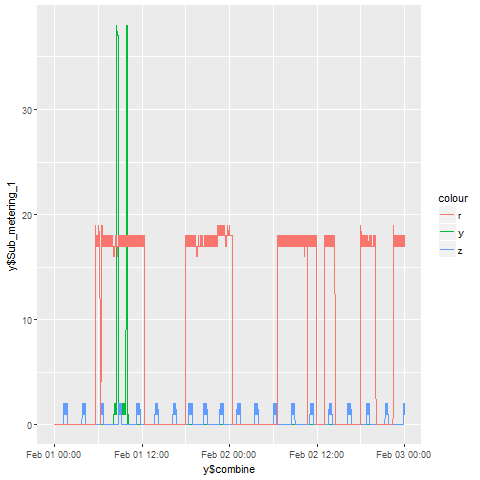 y$Sub_metering_1
30
20
10
0
Feb 01 00:00
Feb 01 12:00
Feb 02 00:00
Feb 02 12:00
Feb 03 00:00
y$combine
colour
r
y
z